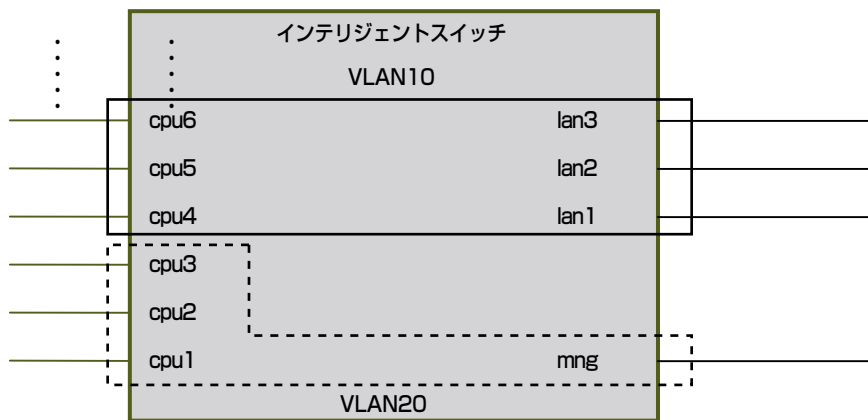 インテリジェントスイッチ
VLAN10
cpu6 lan3
cpu5 lan2
cpu4 lan1
cpu3
cpu2
cpu1 mng
VLAN20